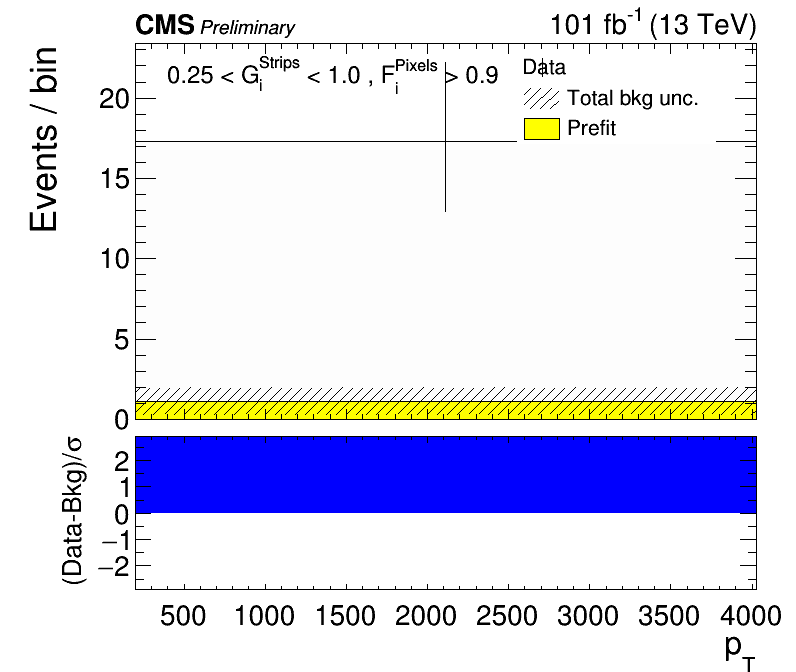 CMS Preliminary 101 fb-1 (13 TeV)
0.25 < GiStrips < 1.0 , FiPixels > 0.9
Data
Total bkg unc.
Prefit
Events / bin
20
15
10
5
0
(Data-Bkg)/σ
2
1
0
−1
−2
500 1000 1500 2000 2500 3000 3500 4000
pT